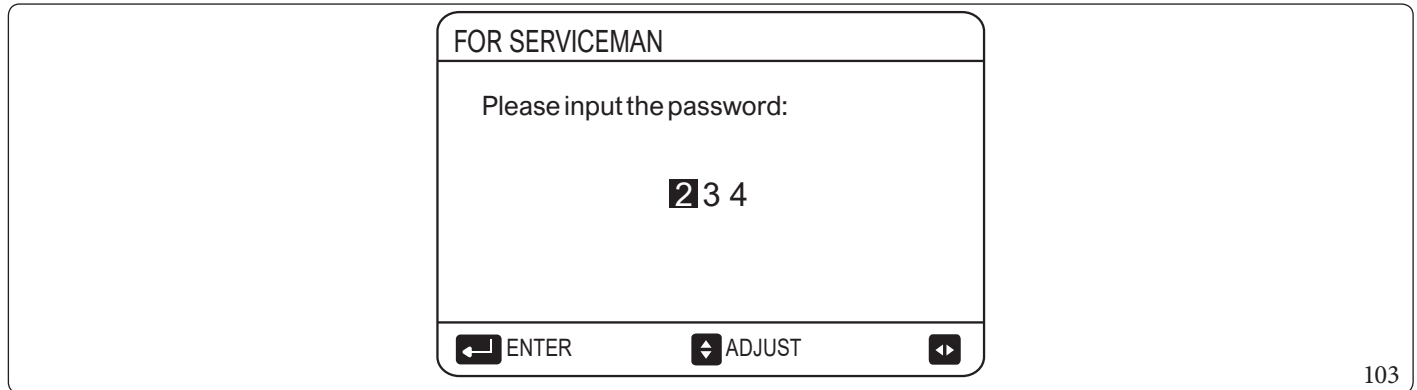 FOR SERVICEMAN
Please input the password:
2 3 4
ENTER ADJUST
103